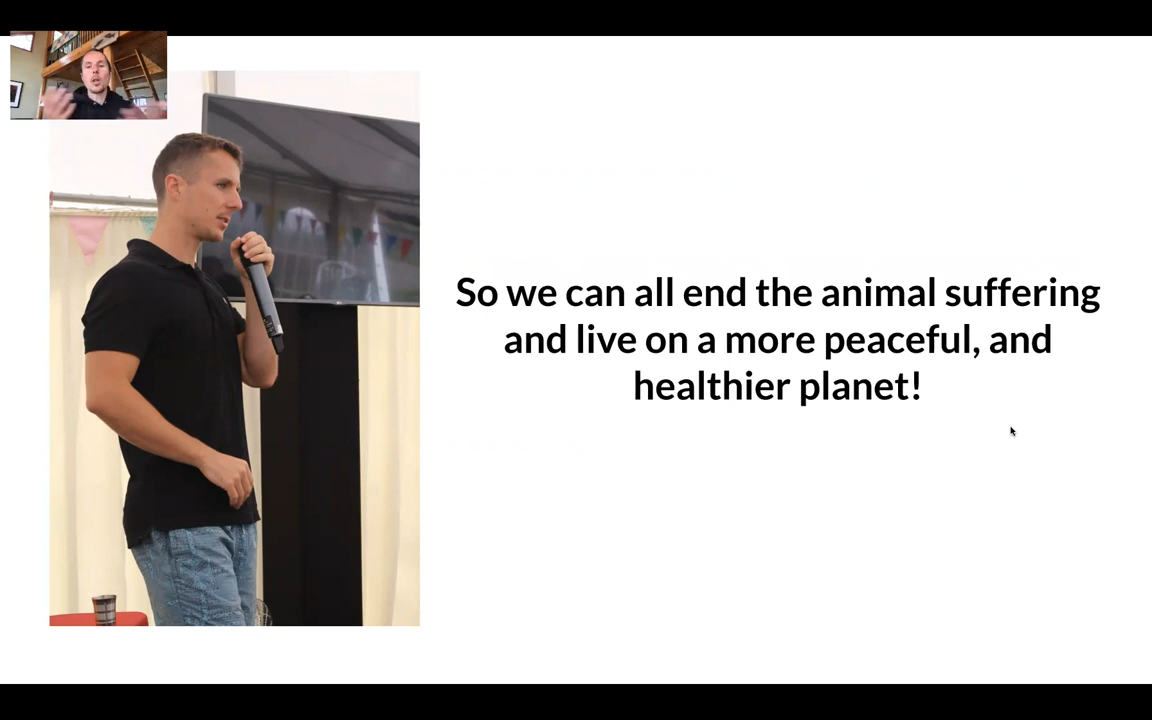 So we can all end the animal suffering
and live on a more peaceful, and
healthier planet!